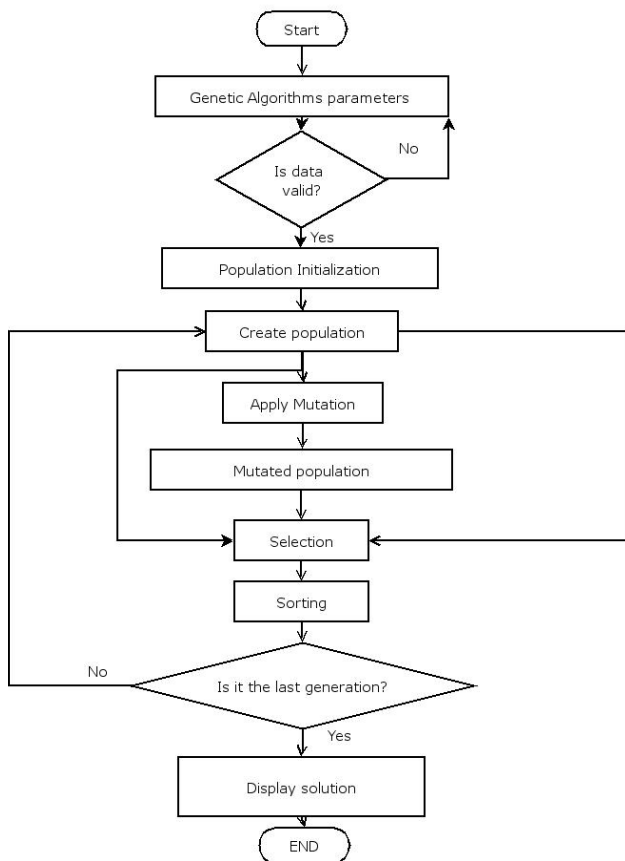 Start
Genetic Algorithms parameters
No
Is data
valid?
Yes
Population Initialization
Create population
Apply Mutation
Mutated population
Selection
Sorting
No
Is it the last generation?
Yes
Display solution
END